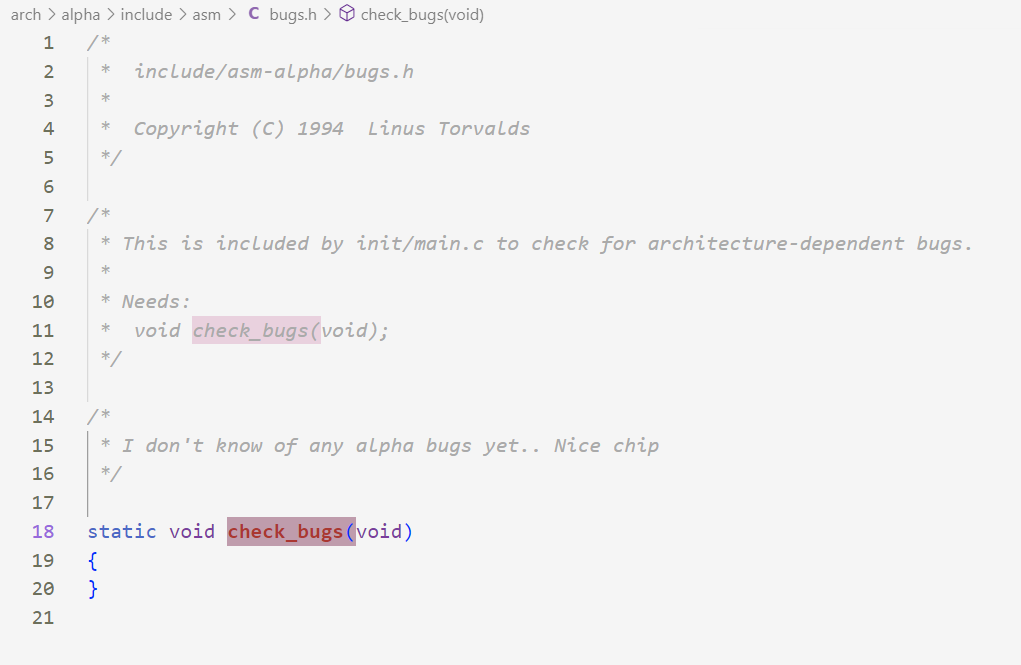 arch > alpha > include > asm > C bugs.h > check_bugs(void)
1 /*
2  *  include/asm-alpha/bugs.h
3  *
4  *  Copyright (C) 1994  Linus Torvalds
5  */
6
7 /*
8  * This is included by init/main.c to check for architecture-dependent bugs.
9  *
10  * Needs:
11  *  void check_bugs(void);
12  */
13
14 /*
15  * I don't know of any alpha bugs yet.. Nice chip
16  */
17
18 static void check_bugs(void)
19 {
20 }
21